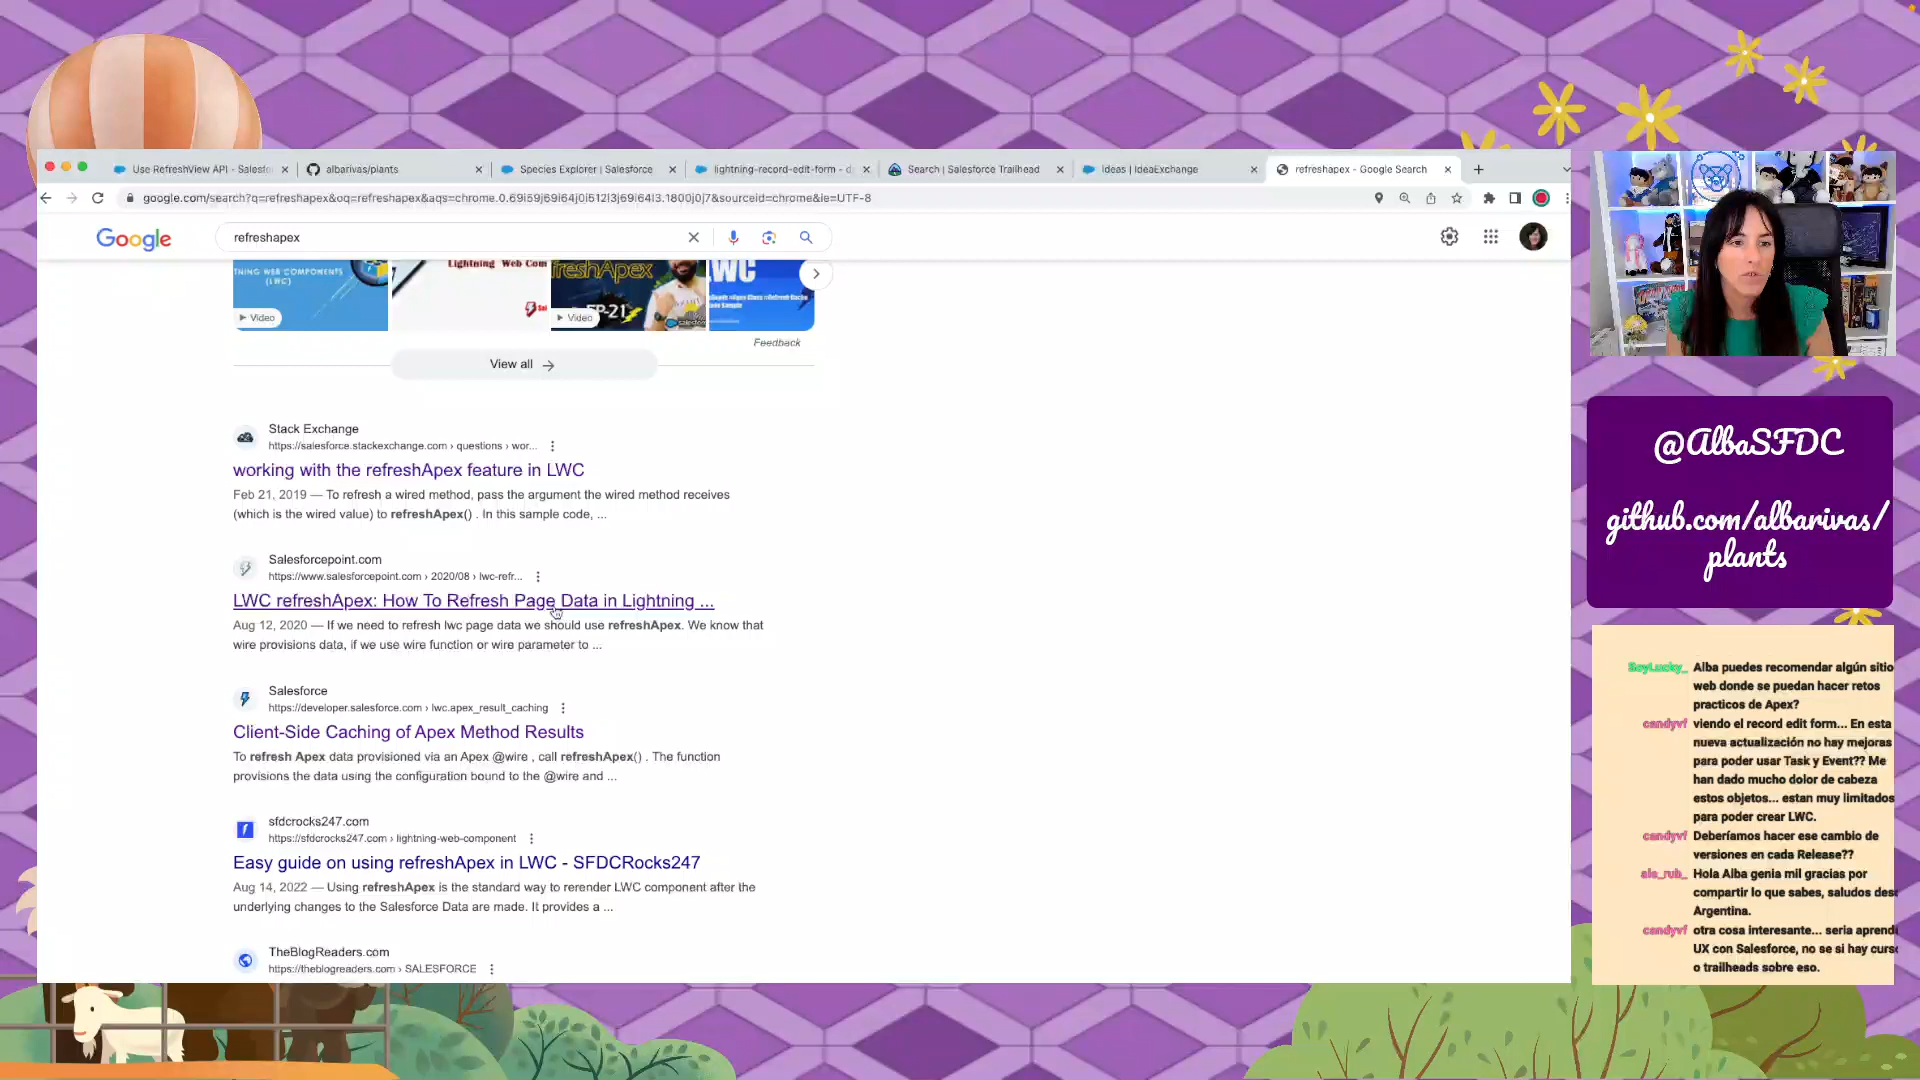 Use RefreshView API - Salesfor
albarivas/plants
Species Explorer | Salesforce
lightning-record-edit-form - d
Search | Salesforce Trailhead
Ideas | IdeaExchange
refreshapex - Google Search
google.com/search?q=refreshapex&oq=refreshapex&aqs=chrome.0.69i59j69i64j0i512l3j69i64l3.1800j0j7&sourceid=chrome&ie=UTF-8
Google
refreshapex
THING WEB COMPONENTS
(LWC)
Video
Lightning Web Com
freshApex
EP-21
Video
LWC
Feedback
View all
Stack Exchange
https://salesforce.stackexchange.com › questions › wor...
working with the refreshApex feature in LWC
Feb 21, 2019 — To refresh a wired method, pass the argument the wired method receives
(which is the wired value) to refreshApex() . In this sample code, ...
Salesforcepoint.com
https://www.salesforcepoint.com › 2020/08 › lwc-refr...
LWC refreshApex: How To Refresh Page Data in Lightning ...
Aug 12, 2020 — If we need to refresh lwc page data we should use refreshApex. We know that
wire provisions data, if we use wire function or wire parameter to ...
Salesforce
https://developer.salesforce.com › lwc.apex_result_caching
Client-Side Caching of Apex Method Results
To refresh Apex data provisioned via an Apex @wire , call refreshApex() . The function
provisions the data using the configuration bound to the @wire and ...
sfdcrocks247.com
https://sfdcrocks247.com › lightning-web-component
Easy guide on using refreshApex in LWC - SFDCRocks247
Aug 14, 2022 — Using refreshApex is the standard way to rerender LWC component after the
underlying changes to the Salesforce Data are made. It provides a ...
TheBlogReaders.com
https://theblogreaders.com › SALESFORCE
@AlbaSFDC
github.com/albarivas/
plants
SoyLucky_ Alba puedes recomendar algún sitio
web donde se puedan hacer retos
practicos de Apex?
candyvf viendo el record edit form... En esta
nueva actualización no hay mejoras
para poder usar Task y Event?? Me
han dado mucho dolor de cabeza
estos objetos... estan muy limitados
para poder crear LWC.
candyvf Deberíamos hacer ese cambio de
versiones en cada Release??
ale_rub_ Hola Alba genia mil gracias por
compartir lo que sabes, saludos desd
Argentina.
candyvf otra cosa interesante... seria aprend
UX con Salesforce, no se si hay curs
o trailheads sobre eso.